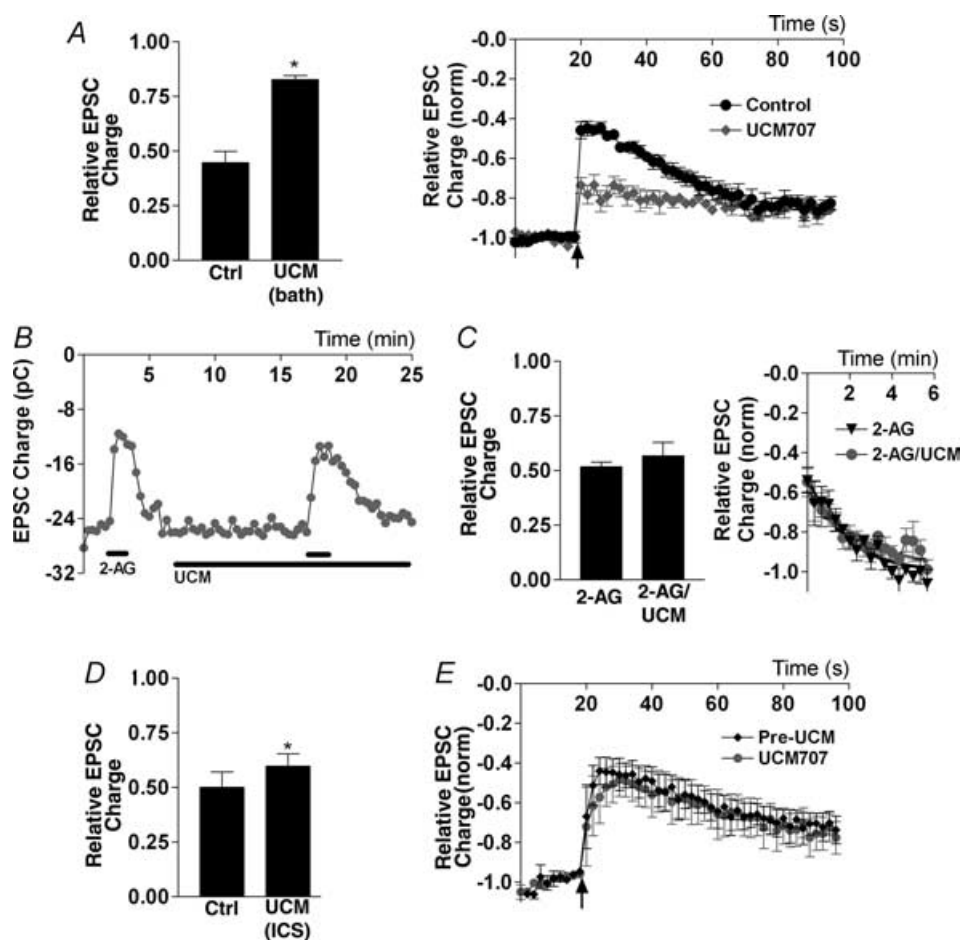 A
Relative EPSC
Charge
1.00
0.75
0.50
0.25
0.00
*
Ctrl
UCM
(bath)
Time (s)
20 40 60 80 100
Relative EPSC
Charge (norm)
-0.0
-0.2
-0.4
-0.6
-0.8
-1.0
Control
UCM707
B
Time (min)
5 10 15 20 25
EPSC Charge (pC)
0
-8
-16
-24
-32
2-AG
UCM
C
Relative EPSC
Charge
1.00
0.75
0.50
0.25
0.00
2-AG
2-AG/
UCM
Time (min)
2 4 6
Relative EPSC
Charge (norm)
-0.0
-0.2
-0.4
-0.6
-0.8
-1.0
2-AG
2-AG/UCM
D
Relative EPSC
Charge
1.00
0.75
0.50
0.25
0.00
*
Ctrl
UCM
(ICS)
E
Time (s)
20 40 60 80 100
Relative EPSC
Charge(norm)
-0.0
-0.2
-0.4
-0.6
-0.8
-1.0
Pre-UCM
UCM707